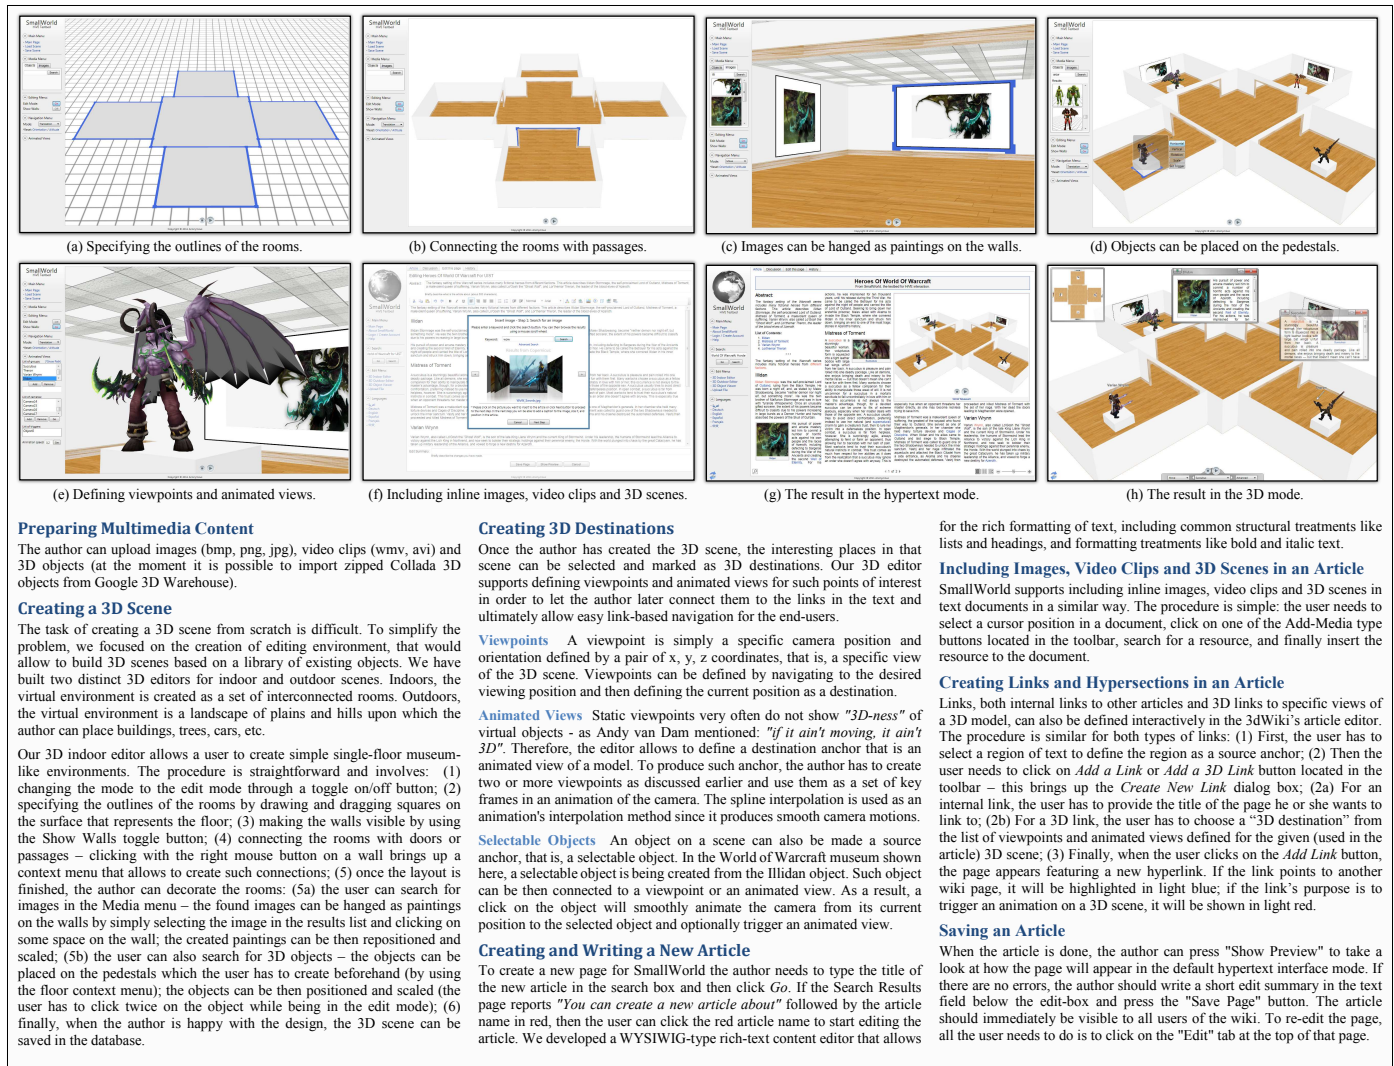 SmallWorld
(a) Specifying the outlines of the rooms.
SmallWorld
(b) Connecting the rooms with passages.
SmallWorld
(c) Images can be hanged as paintings on the walls.
SmallWorld
(d) Objects can be placed on the pedestals.
SmallWorld
(e) Defining viewpoints and animated views.
SmallWorld
(f) Including inline images, video clips and 3D scenes.
SmallWorld
Heroes Of World Of Warcraft
(g) The result in the hypertext mode.
(h) The result in the 3D mode.
Preparing Multimedia Content
The author can upload images (bmp, png, jpg), video clips (wmv, avi) and
3D objects (at the moment it is possible to import zipped Collada 3D
objects from Google 3D Warehouse).
Creating a 3D Scene
The task of creating a 3D scene from scratch is difficult. To simplify the
problem, we focused on the creation of editing environment, that would
allow to build 3D scenes based on a library of existing objects. We have
built two distinct 3D editors for indoor and outdoor scenes. Indoors, the
virtual environment is created as a set of interconnected rooms. Outdoors,
the virtual environment is a landscape of plains and hills upon which the
author can place buildings, trees, cars, etc.
Our 3D indoor editor allows a user to create simple single-floor museum-
like environments. The procedure is straightforward and involves: (1)
changing the mode to the edit mode through a toggle on/off button; (2)
specifying the outlines of the rooms by drawing and dragging squares on
the surface that represents the floor; (3) making the walls visible by using
the Show Walls toggle button; (4) connecting the rooms with doors or
passages – clicking with the right mouse button on a wall brings up a
context menu that allows to create such connections; (5) once the layout is
finished, the author can decorate the rooms: (5a) the user can search for
images in the Media menu – the found images can be hanged as paintings
on the walls by simply selecting the image in the results list and clicking on
some space on the wall; the created paintings can be then repositioned and
scaled; (5b) the user can also search for 3D objects – the objects can be
placed on the pedestals which the user has to create beforehand (by using
the floor context menu); the objects can be then positioned and scaled (the
user has to click twice on the object while being in the edit mode); (6)
finally, when the author is happy with the design, the 3D scene can be
saved in the database.
Creating 3D Destinations
Once the author has created the 3D scene, the interesting places in that
scene can be selected and marked as 3D destinations. Our 3D editor
supports defining viewpoints and animated views for such points of interest
in order to let the author later connect them to the links in the text and
ultimately allow easy link-based navigation for the end-users.
Viewpoints A viewpoint is simply a specific camera position and
orientation defined by a pair of x, y, z coordinates, that is, a specific view
of the 3D scene. Viewpoints can be defined by navigating to the desired
viewing position and then defining the current position as a destination.
Animated Views Static viewpoints very often do not show "3D-ness" of
virtual objects - as Andy van Dam mentioned: "if it ain't moving, it ain't
3D". Therefore, the editor allows to define a destination anchor that is an
animated view of a model. To produce such anchor, the author has to create
two or more viewpoints as discussed earlier and use them as a set of key
frames in an animation of the camera. The spline interpolation is used as an
animation's interpolation method since it produces smooth camera motions.
Selectable Objects An object on a scene can also be made a source
anchor, that is, a selectable object. In the World of Warcraft museum shown
here, a selectable object is being created from the Illidan object. Such object
can be then connected to a viewpoint or an animated view. As a result, a
click on the object will smoothly animate the camera from its current
position to the selected object and optionally trigger an animated view.
Creating and Writing a New Article
To create a new page for SmallWorld the author needs to type the title of
the new article in the search box and then click Go. If the Search Results
page reports "You can create a new article about" followed by the article
name in red, then the user can click the red article name to start editing the
article. We developed a WYSIWIG-type rich-text content editor that allows
for the rich formatting of text, including common structural treatments like
lists and headings, and formatting treatments like bold and italic text.
Including Images, Video Clips and 3D Scenes in an Article
SmallWorld supports including inline images, video clips and 3D scenes in
text documents in a similar way. The procedure is simple: the user needs to
select a cursor position in a document, click on one of the Add-Media type
buttons located in the toolbar, search for a resource, and finally insert the
resource to the document.
Creating Links and Hypersections in an Article
Links, both internal links to other articles and 3D links to specific views of
a 3D model, can also be defined interactively in the 3dWiki's article editor.
The procedure is similar for both types of links: (1) First, the user has to
select a region of text to define the region as a source anchor; (2) Then the
user needs to click on Add a Link or Add a 3D Link button located in the
toolbar – this brings up the Create New Link dialog box; (2a) For an
internal link, the user has to provide the title of the page he or she wants to
link to; (2b) For a 3D link, the user has to choose a “3D destination” from
the list of viewpoints and animated views defined for the given (used in the
article) 3D scene; (3) Finally, when the user clicks on the Add Link button,
the page appears featuring a new hyperlink. If the link points to another
wiki page, it will be highlighted in light blue; if the link's purpose is to
trigger an animation on a 3D scene, it will be shown in light red.
Saving an Article
When the article is done, the author can press "Show Preview" to take a
look at how the page will appear in the default hypertext interface mode. If
there are no errors, the author should write a short edit summary in the text
field below the edit-box and press the "Save Page" button. The article
should immediately be visible to all users of the wiki. To re-edit the page,
all the user needs to do is to click on the "Edit" tab at the top of that page.